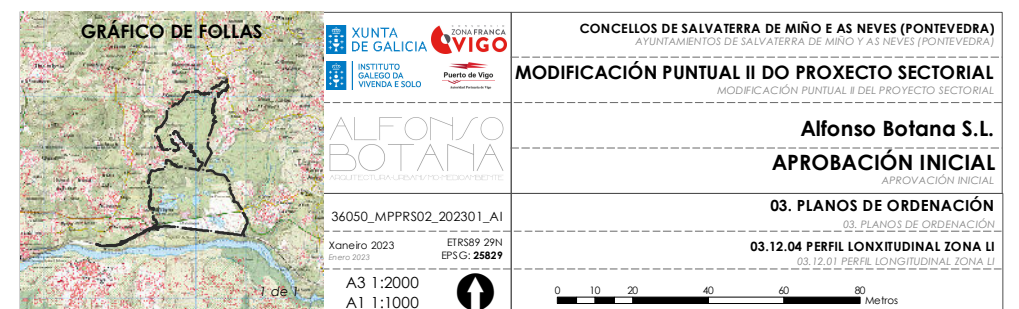 GRÁFICO DE FOLLAS
1 de 1
XUNTA
DE GALICIA
ZONA FRANCA
VIGO
INSTITUTO
GALEGO DA
VIVENDA E SOLO
Puerto de Vigo
Autoridad Portuaria de Vigo
ALFONSO
BOTANA
ARQUITECTURA·URBANISMO·MEDIOAMBIENTE
36050_MPPRS02_202301_AI
Xaneiro 2023
Enero 2023
ETRS89 29N
EPSG: 25829
A3 1:2000
A1 1:1000
CONCELLOS DE SALVATERRA DE MIÑO E AS NEVES (PONTEVEDRA)
AYUNTAMIENTOS DE SALVATERRA DE MIÑO Y AS NEVES (PONTEVEDRA)
MODIFICACIÓN PUNTUAL II DO PROXECTO SECTORIAL
MODIFICACIÓN PUNTUAL II DEL PROYECTO SECTORIAL
Alfonso Botana S.L.
APROBACIÓN INICIAL
APROVACIÓN INICIAL
03. PLANOS DE ORDENACIÓN
03. PLANOS DE ORDENACIÓN
03.12.04 PERFIL LONXITUDINAL ZONA LI
03.12.01 PERFIL LONGITUDINAL ZONA LI
0 10 20 40 60 80
Metros